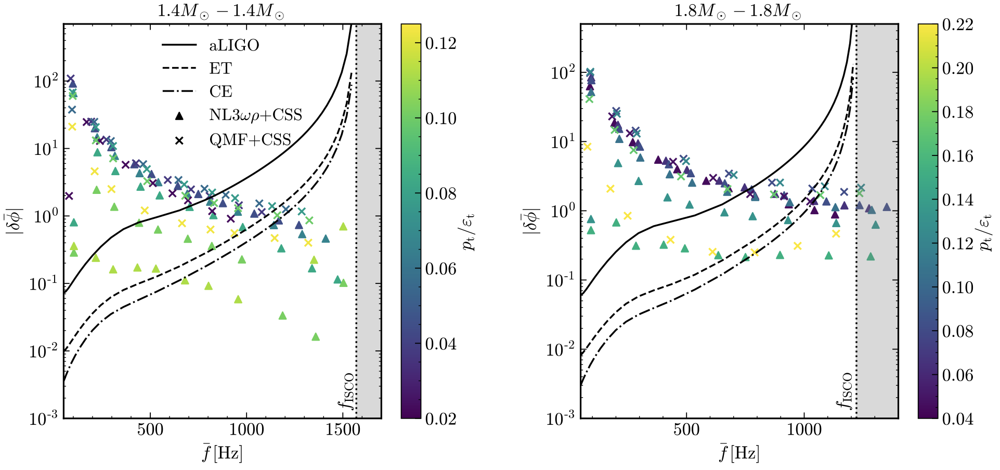 1.4M⊙ − 1.4M⊙
aLIGO
ET
CE
NL3ωρ+CSS
QMF+CSS
10²
10¹
10⁰
10⁻¹
10⁻²
10⁻³
|δϕ̄|
500
1000
1500
f̄ [Hz]
f_ISCO
0.12
0.10
0.08
0.06
0.04
0.02
p_t/ε_t
1.8M⊙ − 1.8M⊙
10²
10¹
10⁰
10⁻¹
10⁻²
10⁻³
|δϕ̄|
500
1000
f̄ [Hz]
f_ISCO
0.22
0.20
0.18
0.16
0.14
0.12
0.10
0.08
0.06
0.04
p_t/ε_t